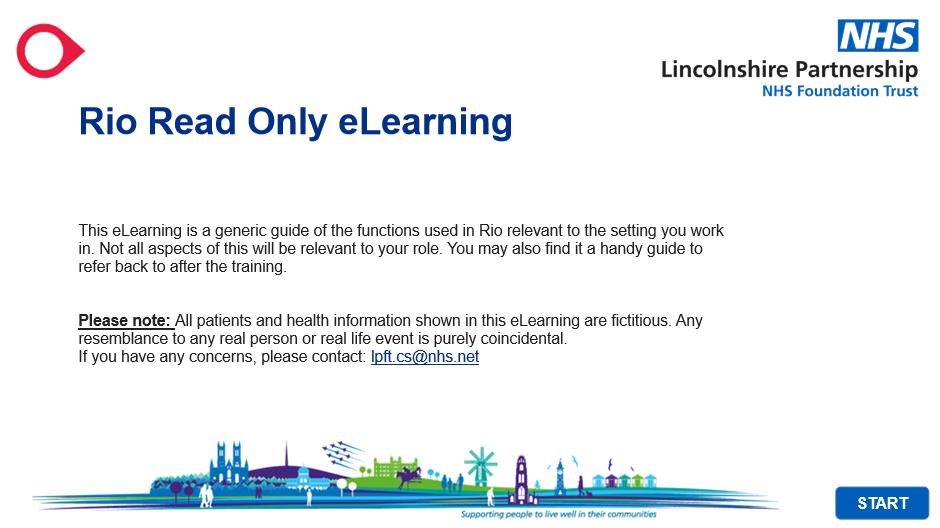 NHS
Lincolnshire Partnership
NHS Foundation Trust
Rio Read Only eLearning
This eLearning is a generic guide of the functions used in Rio relevant to the setting you work
in. Not all aspects of this will be relevant to your role. You may also find it a handy guide to
refer back to after the training.
Please note: All patients and health information shown in this eLearning are fictitious. Any
resemblance to any real person or real life event is purely coincidental.
If you have any concerns, please contact: lpft.cs@nhs.net
Supporting people to live well in their communities
START